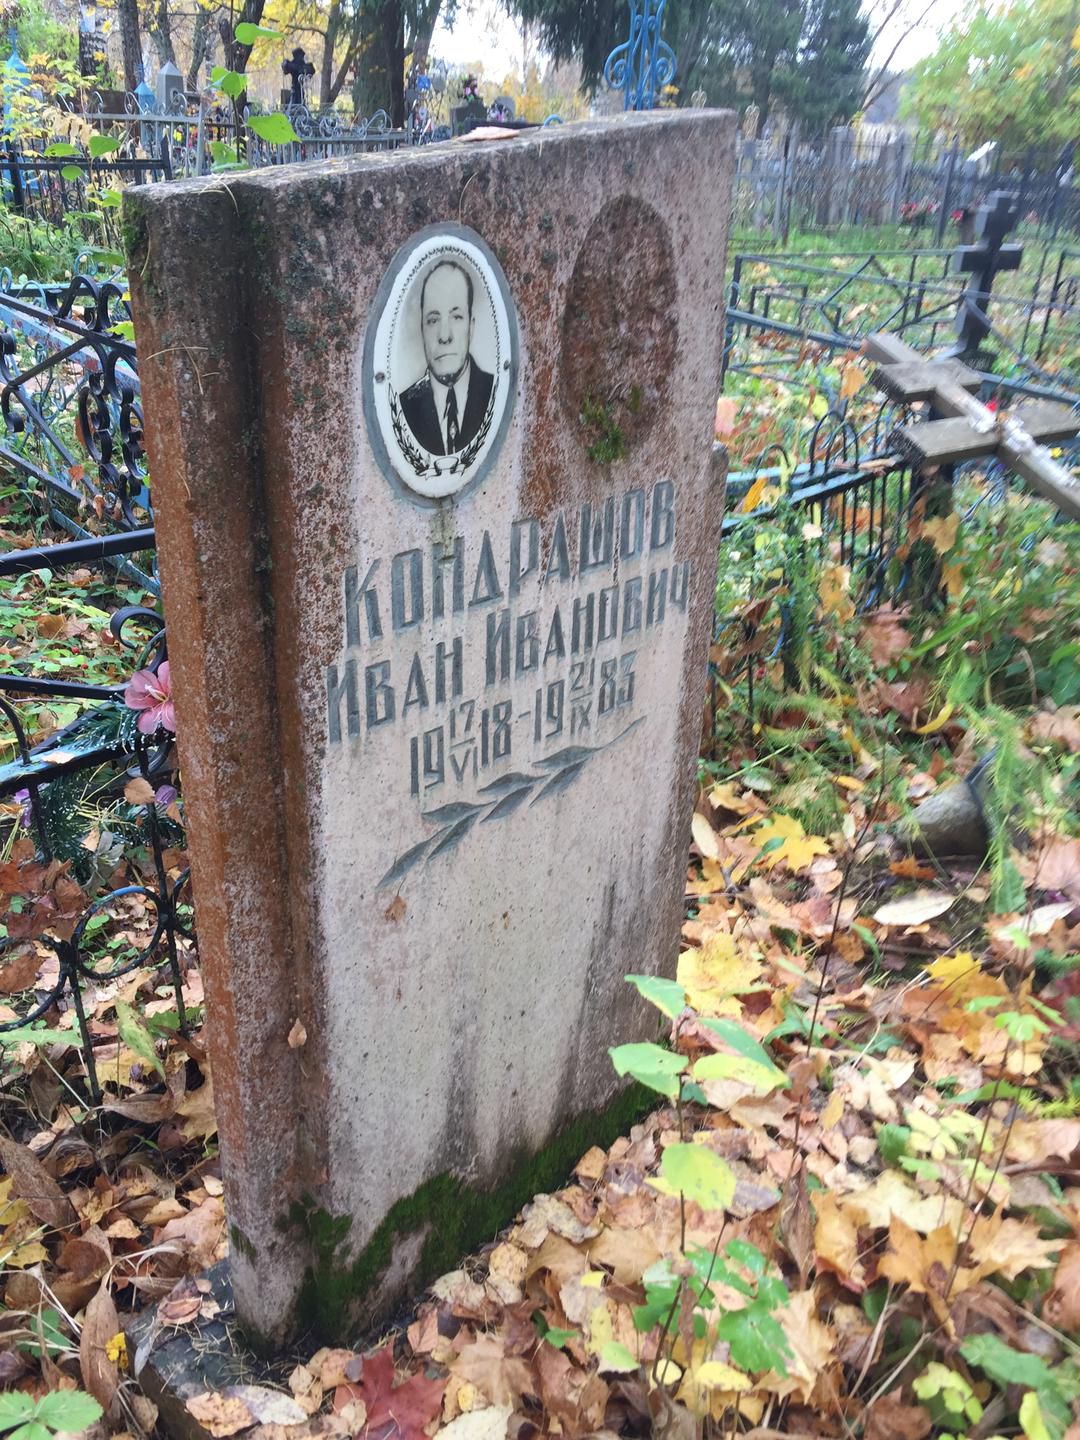 КОНДРАШОВ
ИВАН ИВАНОВИЧ
19 17/VI 18 - 19 21/IX 83